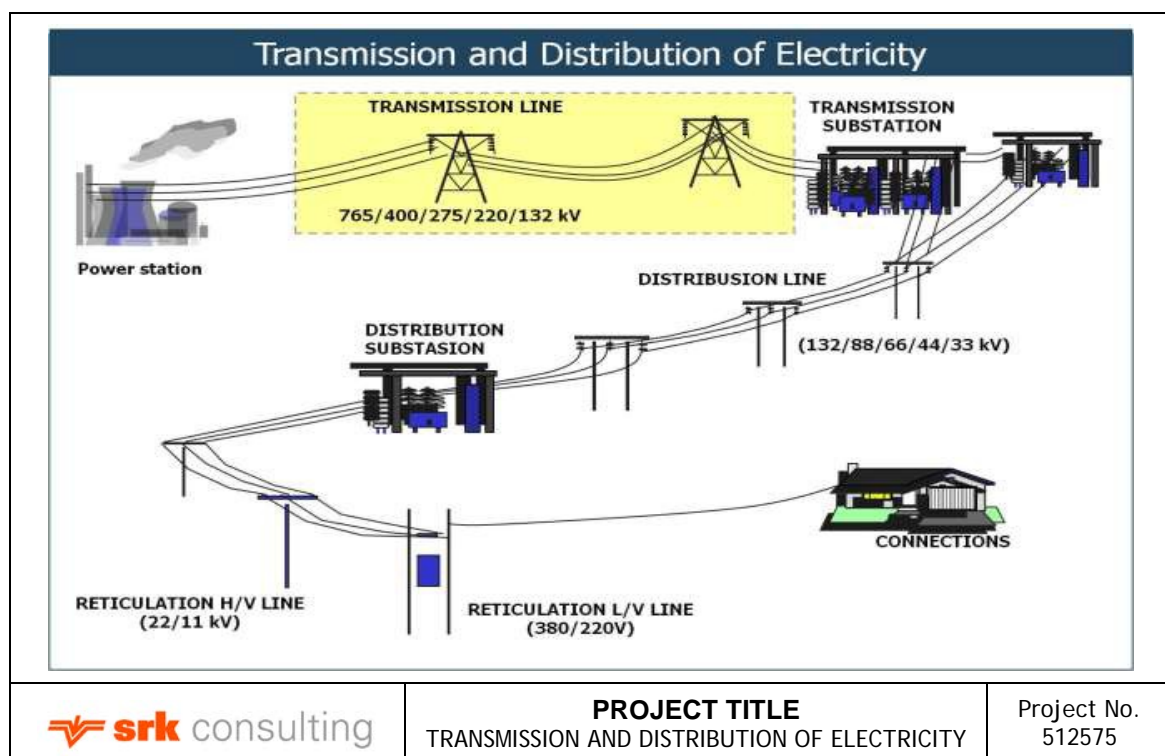 Transmission and Distribution of Electricity
TRANSMISSION LINE
TRANSMISSION
SUBSTATION
765/400/275/220/132 kV
Power station
DISTRIBUSION LINE
DISTRIBUTION
SUBSTASION
(132/88/66/44/33 kV)
CONNECTIONS
RETICULATION H/V LINE
(22/11 kV)
RETICULATION L/V LINE
(380/220V)
srk consulting
PROJECT TITLE
TRANSMISSION AND DISTRIBUTION OF ELECTRICITY
Project No.
512575